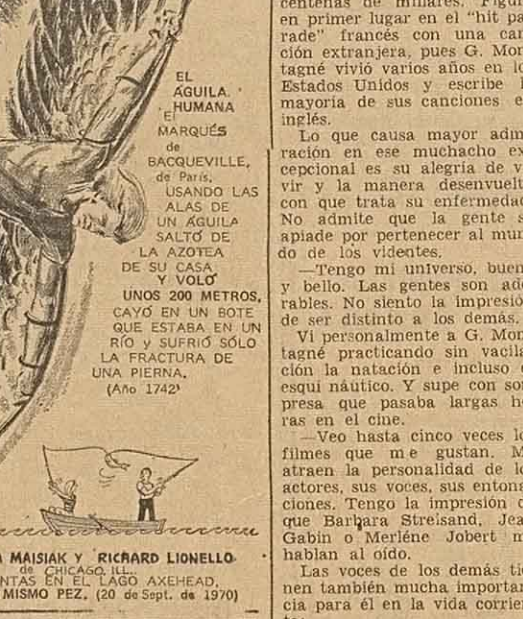 EL
ÁGUILA
HUMANA
El
MARQUÉS
de
BACQUEVILLE,
de París,
USANDO LAS
ALAS DE
UN ÁGUILA
SALTÓ DE
LA AZOTEA
DE SU CASA
Y VOLÓ
UNOS 200 METROS,
CAYÓ EN UN BOTE
QUE ESTABA EN UN
RÍO y SUFRIÓ SÓLO
LA FRACTURA DE
UNA PIERNA.
(Año 1742)
MAISIAK Y RICHARD LIONELLO
de CHICAGO, ILL.
NTAS EN EL LAGO AXEHEAD,
MISMO PEZ. (20 de Sept. de 1970)
centenas de millares. Figur
en primer lugar en el "hit pa
rade" francés con una can
ción extranjera, pues G. Mon
tagné vivió varios años en lo
Estados Unidos y escribe l
mayoría de sus canciones e
inglés.
Lo que causa mayor adm
ración en ese muchacho ex
cepcional es su alegría de v
vir y la manera desenvuelt
con que trata su enfermedad
No admite que la gente s
apiade por pertenecer al mun
do de los videntes.
—Tengo mi universo, buen
y bello. Las gentes son ado
rables. No siento la impresió
de ser distinto a los demás.
Vi personalmente a G. Mon
tagné practicando sin vacila
ción la natación e incluso e
esquí náutico. Y supe con sor
presa que pasaba largas ho
ras en el cine.
—Veo hasta cinco veces lo
filmes que me gustan. M
atraen la personalidad de lo
actores, sus voces, sus entona
ciones. Tengo la impresión d
que Barbara Streisand, Jea
Gabin o Merléne Jobert m
hablan al oído.
Las voces de los demás tie
nen también mucha importan
cia para él en la vida corrien